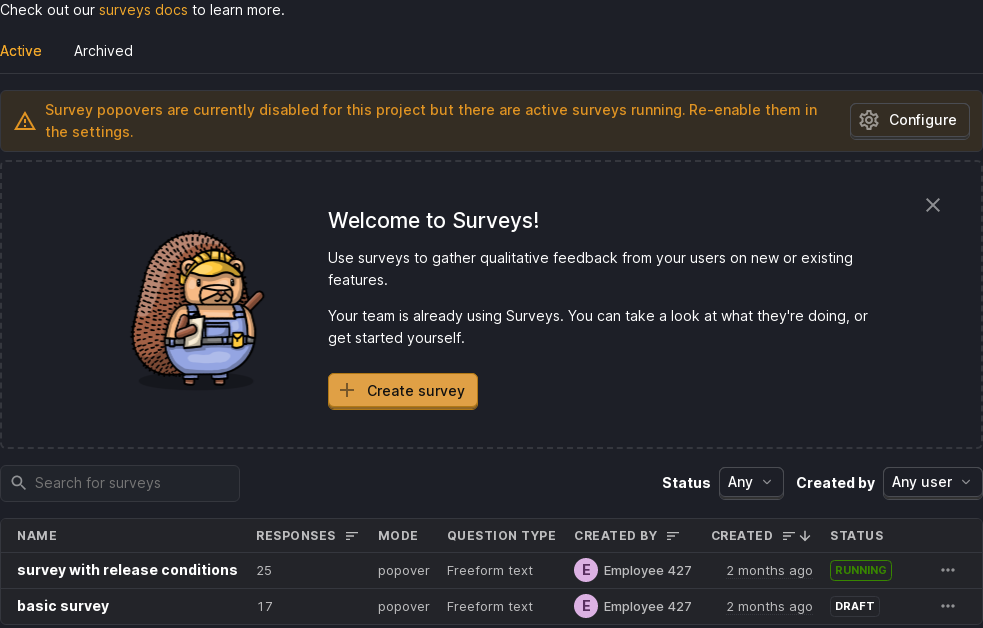 Check out our surveys docs to learn more.
Active Archived
Survey popovers are currently disabled for this project but there are active surveys running. Re-enable them in
the settings.
Configure
Welcome to Surveys!
Use surveys to gather qualitative feedback from your users on new or existing
features.
Your team is already using Surveys. You can take a look at what they're doing, or
get started yourself.
Create survey
Search for surveys Status Any Created by Any user
NAME RESPONSES MODE QUESTION TYPE CREATED BY CREATED STATUS
survey with release conditions 25 popover Freeform text E Employee 427 2 months ago RUNNING
basic survey 17 popover Freeform text E Employee 427 2 months ago DRAFT